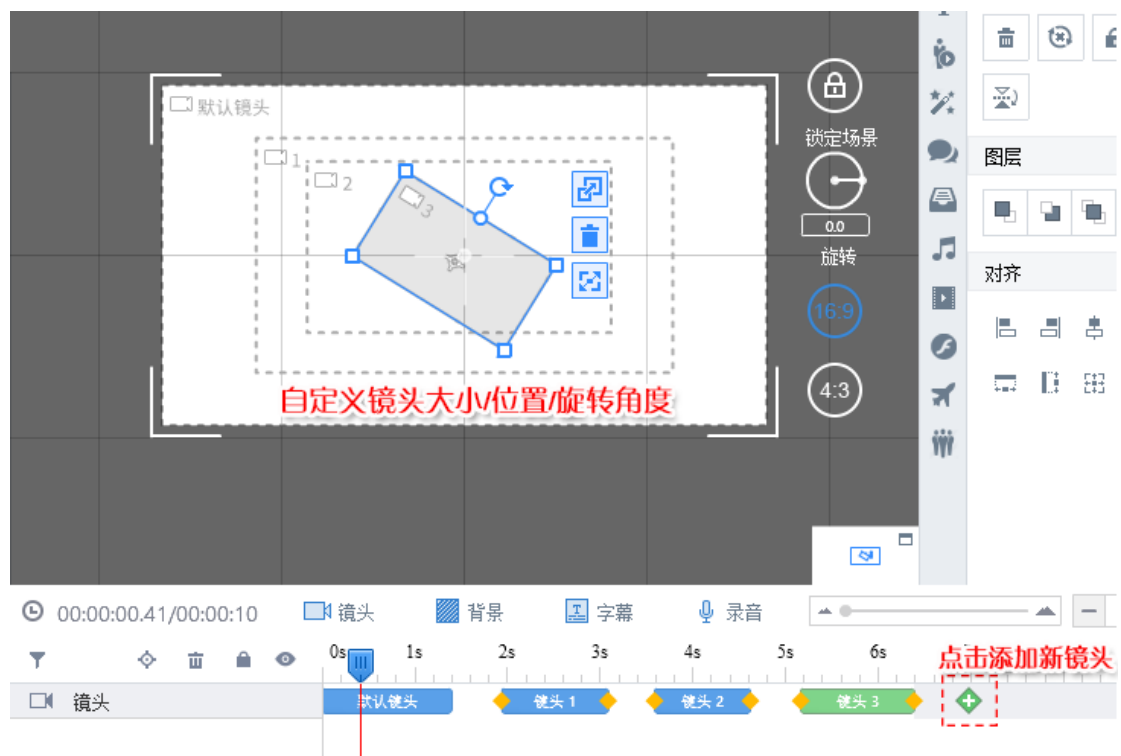 默认镜头
1
2
3
自定义镜头大小/位置/旋转角度
锁定场景
0.0
旋转
16:9
4:3
图层
对齐
00:00:00.41/00:00:10
镜头
背景
字幕
录音
0s 1s 2s 3s 4s 5s 6s
点击添加新镜头
镜头
默认镜头
镜头 1
镜头 2
镜头 3